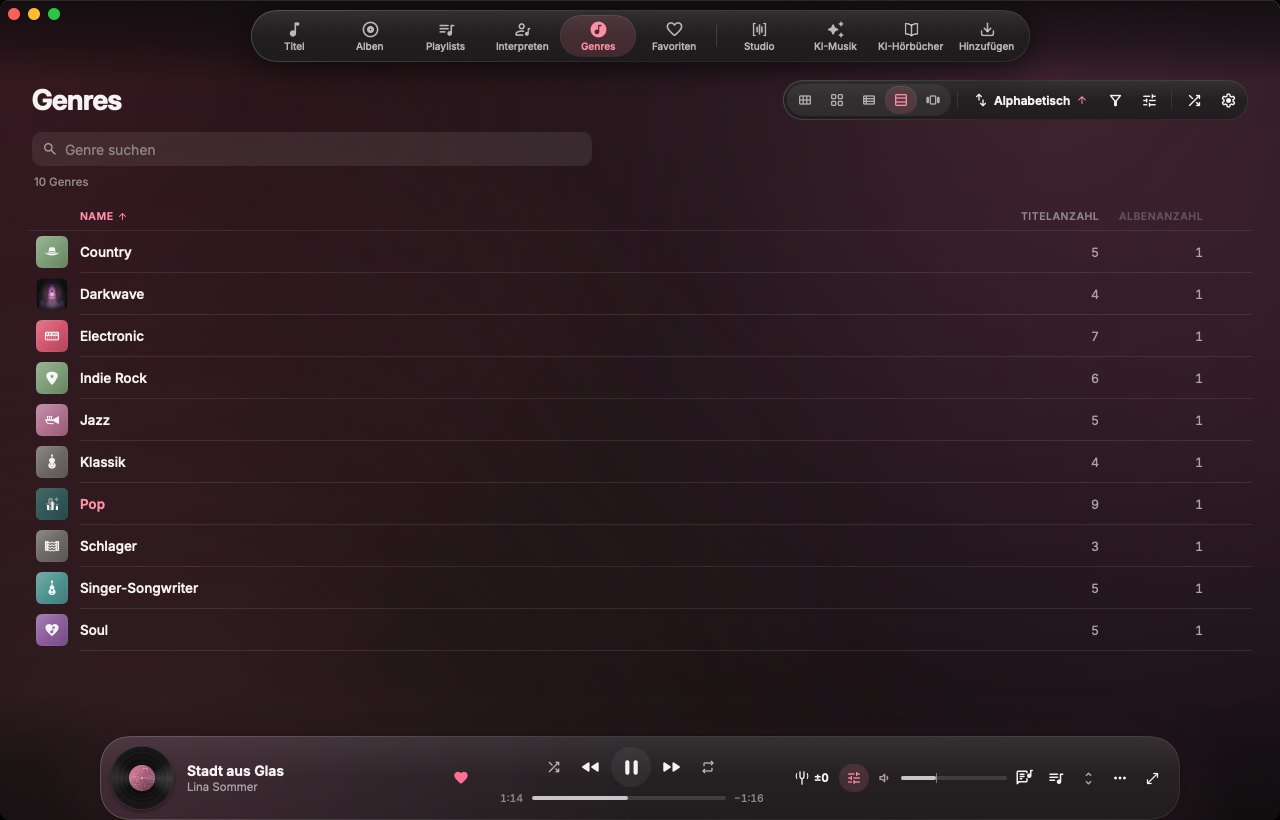 Titel
Alben
Playlists
Interpreten
Genres
Favoriten
Studio
KI-Musik
KI-Hörbücher
Hinzufügen
Genres
Alphabetisch
Genre suchen
10 Genres
NAME TITELANZAHL ALBENANZAHL
Country 5 1
Darkwave 4 1
Electronic 7 1
Indie Rock 6 1
Jazz 5 1
Klassik 4 1
Pop 9 1
Schlager 3 1
Singer-Songwriter 5 1
Soul 5 1
Stadt aus Glas
Lina Sommer
1:14
−1:16
±0